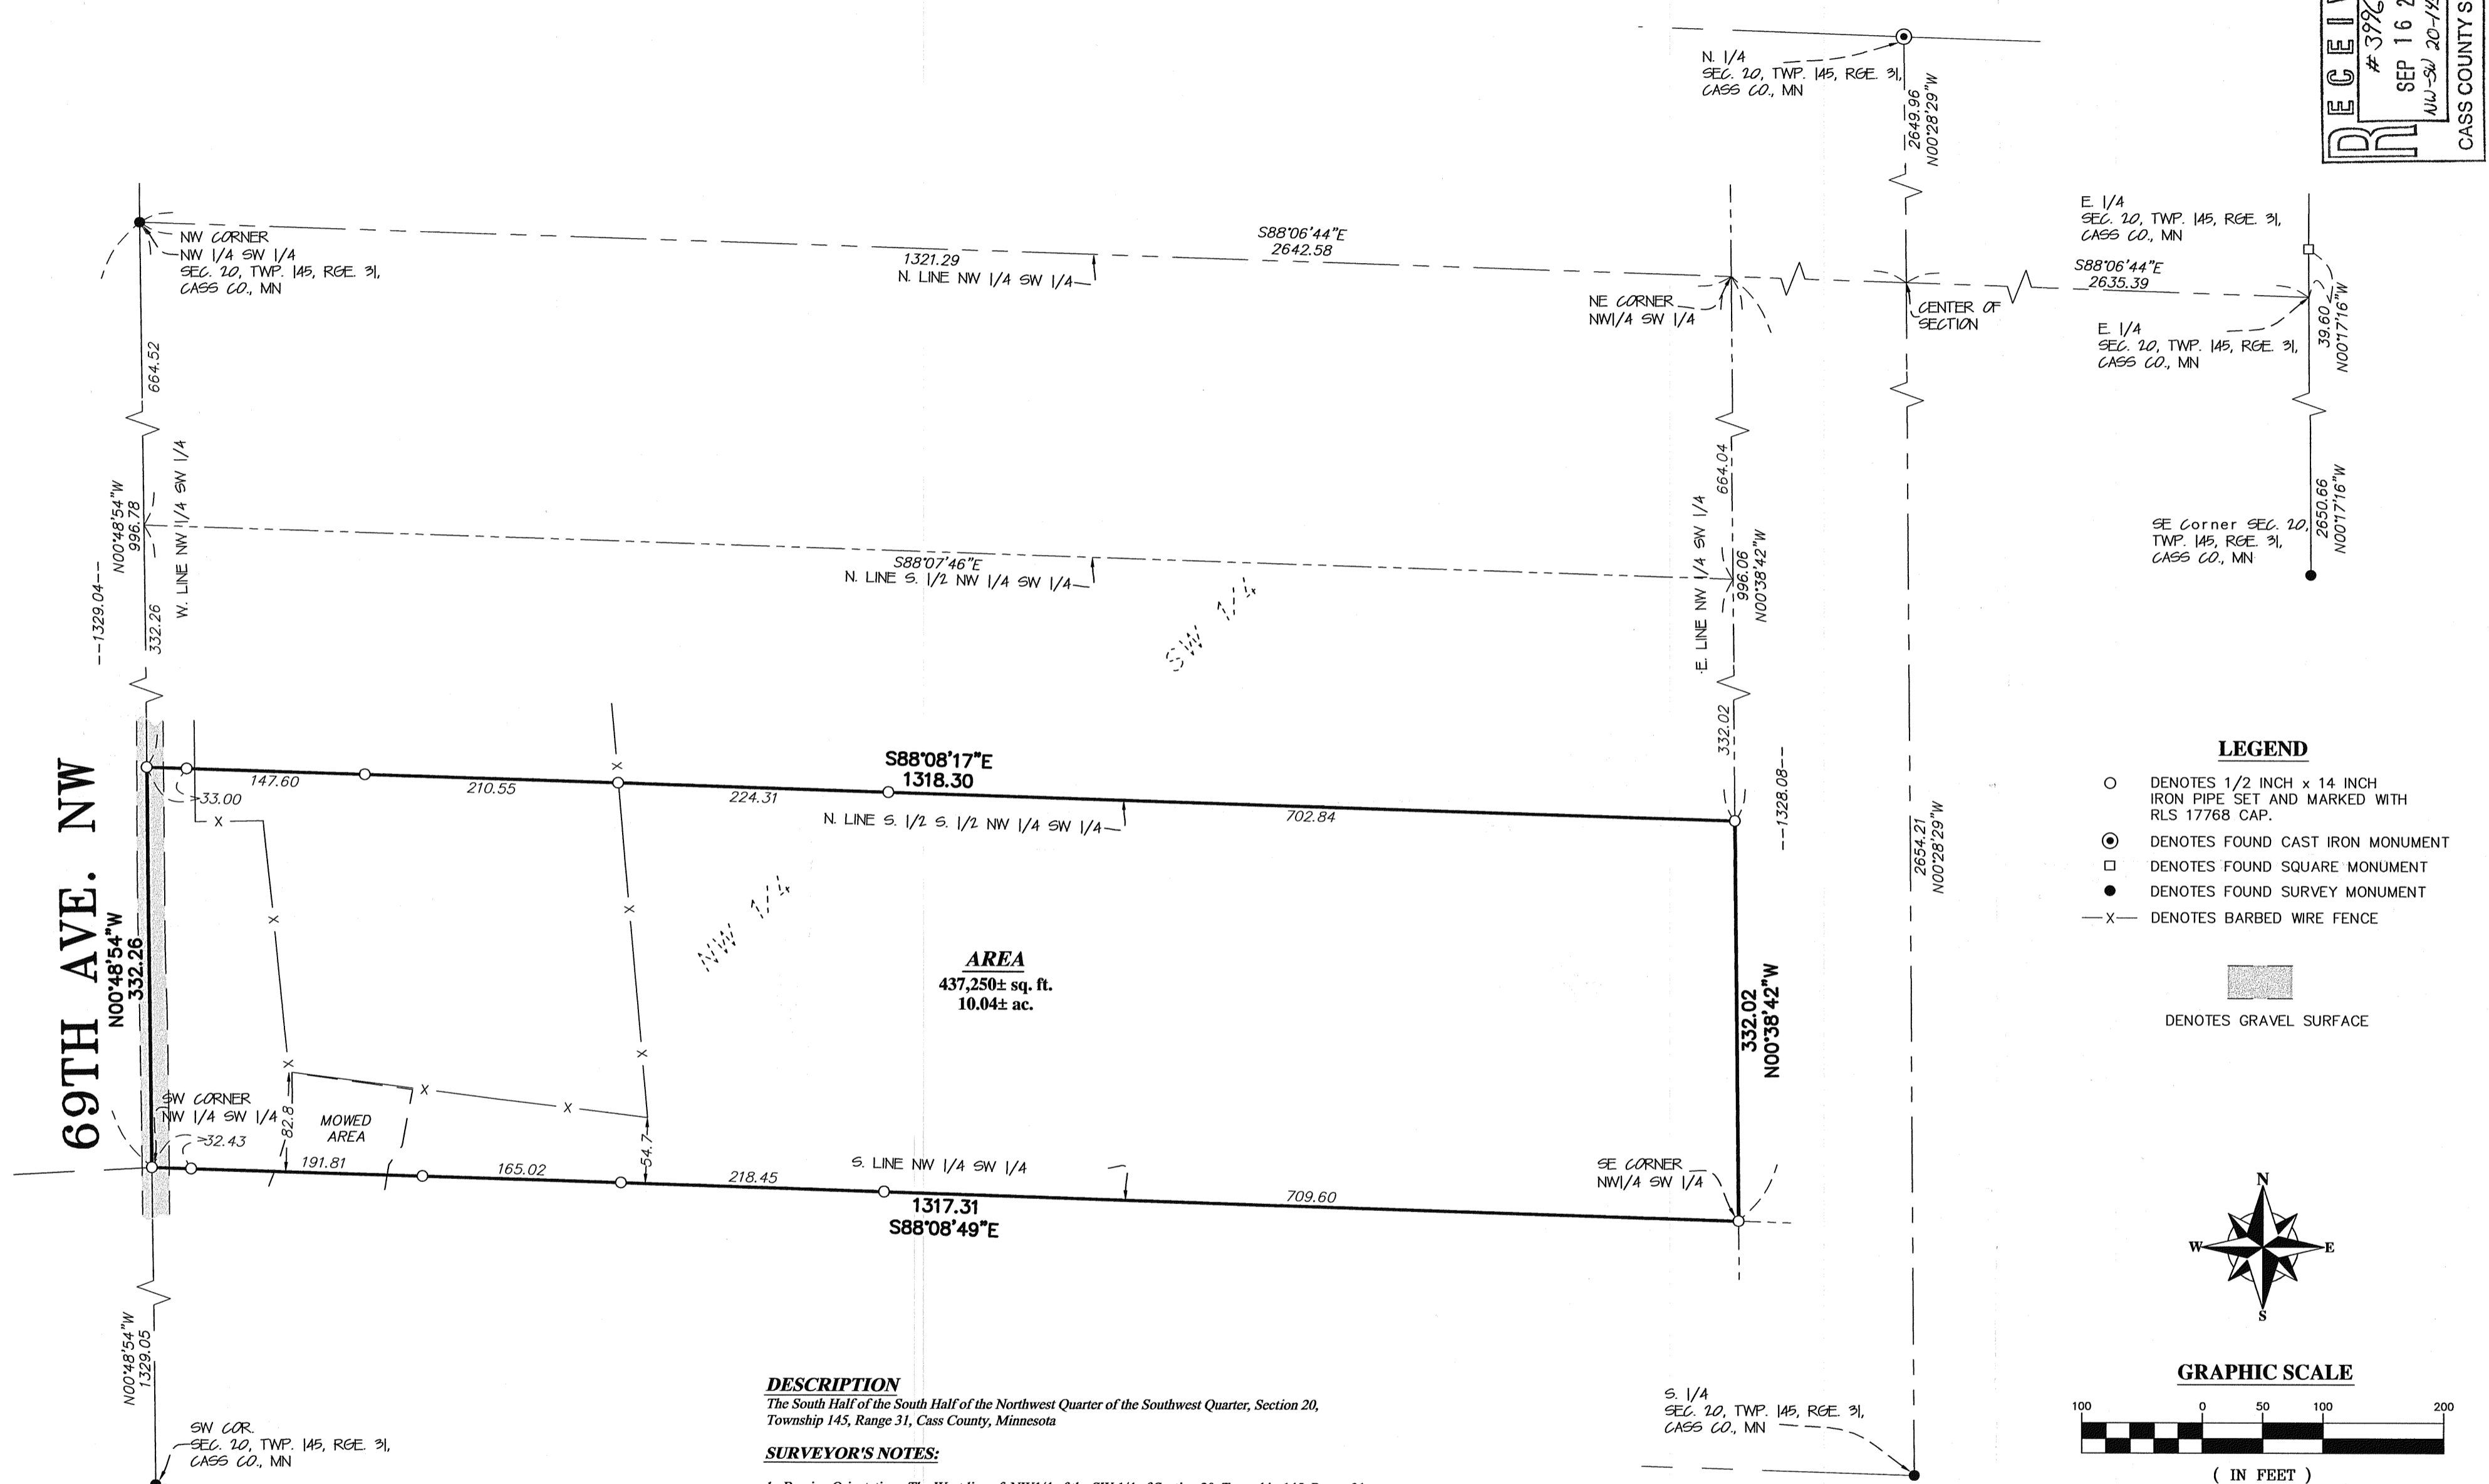 RECEIV
# 3996
SEP 16 2
NW-SW 20-145
CASS COUNTY S
N. 1/4
SEC. 20, TWP. 145, RGE. 31,
CASS CO., MN
2649.96
N00°28'29"W
NW CORNER
NW 1/4 SW 1/4
SEC. 20, TWP. 145, RGE. 31,
CASS CO., MN
1321.29
N. LINE NW 1/4 SW 1/4
S88°06'44"E
2642.58
NE CORNER
NW1/4 SW 1/4
CENTER OF
SECTION
E. 1/4
SEC. 20, TWP. 145, RGE. 31,
CASS CO., MN
S88°06'44"E
2635.39
E. 1/4
SEC. 20, TWP. 145, RGE. 31,
CASS CO., MN
39.60
N00°17'16"W
2650.66
N00°17'16"W
SE Corner SEC. 20,
TWP. 145, RGE. 31,
CASS CO., MN
664.52
N00°48'54"W
996.78
W. LINE NW 1/4 SW 1/4
--1329.04--
332.26
S88°07'46"E
N. LINE S. 1/2 NW 1/4 SW 1/4
SW 1/4
664.04
E. LINE NW 1/4 SW 1/4
996.06
N00°38'42"W
332.02
--1328.08--
2654.21
N00°28'29"W
69TH AVE. NW
N00°48'54"W
332.26
33.00
147.60
210.55
224.31
S88°08'17"E
1318.30
702.84
N. LINE S. 1/2 S. 1/2 NW 1/4 SW 1/4
X
X
X
X
X
X
X
X
X
NW 1/4
AREA
437,250± sq. ft.
10.04± ac.
332.02
N00°38'42"W
SW CORNER
NW 1/4 SW 1/4
32.43
82.8
MOWED
AREA
54.7
191.81
165.02
218.45
S. LINE NW 1/4 SW 1/4
1317.31
S88°08'49"E
709.60
SE CORNER
NW1/4 SW 1/4
N00°48'54"W
1329.05
SW COR.
SEC. 20, TWP. 145, RGE. 31,
CASS CO., MN
LEGEND
DENOTES 1/2 INCH x 14 INCH
IRON PIPE SET AND MARKED WITH
RLS 17768 CAP.
DENOTES FOUND CAST IRON MONUMENT
DENOTES FOUND SQUARE MONUMENT
DENOTES FOUND SURVEY MONUMENT
X DENOTES BARBED WIRE FENCE
DENOTES GRAVEL SURFACE
N
W E
S
DESCRIPTION
The South Half of the South Half of the Northwest Quarter of the Southwest Quarter, Section 20,
Township 145, Range 31, Cass County, Minnesota
SURVEYOR'S NOTES:
S. 1/4
SEC. 20, TWP. 145, RGE. 31,
CASS CO., MN
GRAPHIC SCALE
100 0 50 100 200
( IN FEET )